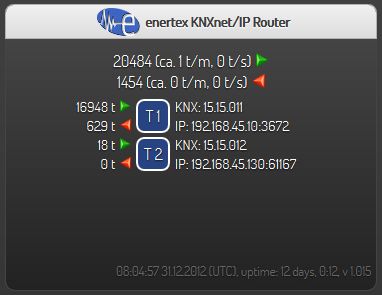 enertex KNXnet/IP Router
20484 (ca. 1 t/m, 0 t/s)
1454 (ca. 0 t/m, 0 t/s)
16948 t T1 KNX: 15.15.011
629 t IP: 192.168.45.10:3672
18 t T2 KNX: 15.15.012
0 t IP: 192.168.45.130:61167
08:04:57 31.12.2012 (UTC), uptime: 12 days, 0:12, v 1.015